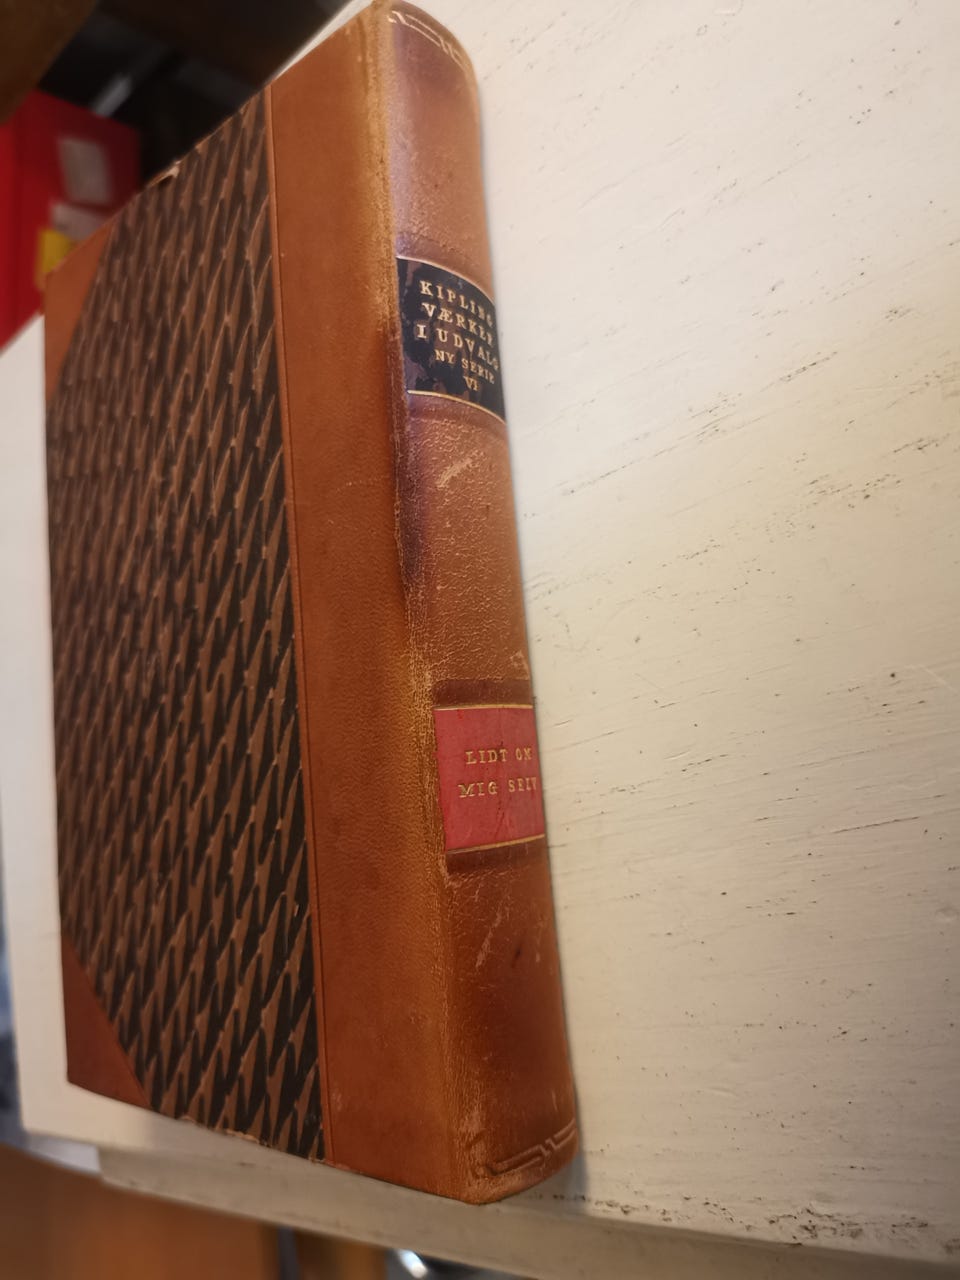 KIPLING
VÆRKER
I UDVALG
NY SERIE
VI
LIDT OM
MIG SELV